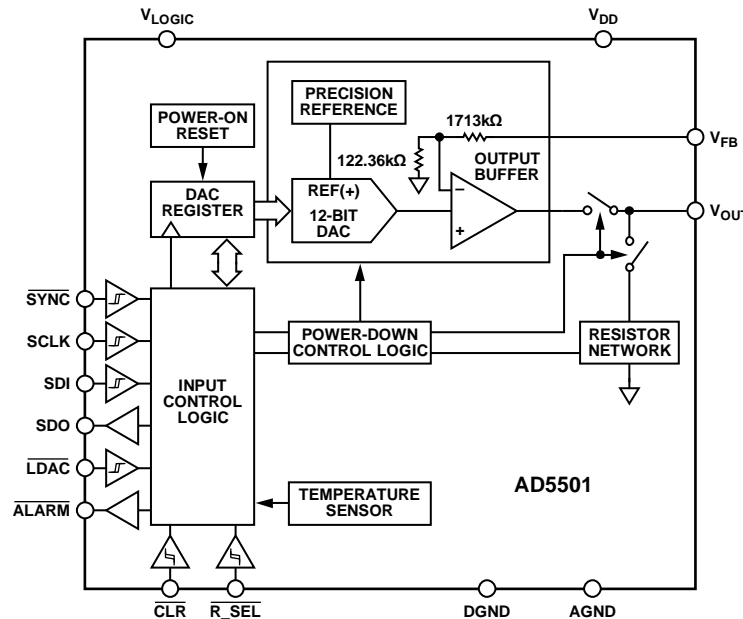 VLOGIC
VDD
PRECISION
REFERENCE
POWER-ON
RESET
1713kΩ
VFB
122.36kΩ
OUTPUT
BUFFER
DAC
REGISTER
REF(+)
12-BIT
DAC
−
+
VOUT
SYNC
SCLK
SDI
SDO
LDAC
ALARM
INPUT
CONTROL
LOGIC
POWER-DOWN
CONTROL LOGIC
RESISTOR
NETWORK
TEMPERATURE
SENSOR
AD5501
CLR
R_SEL
DGND
AGND